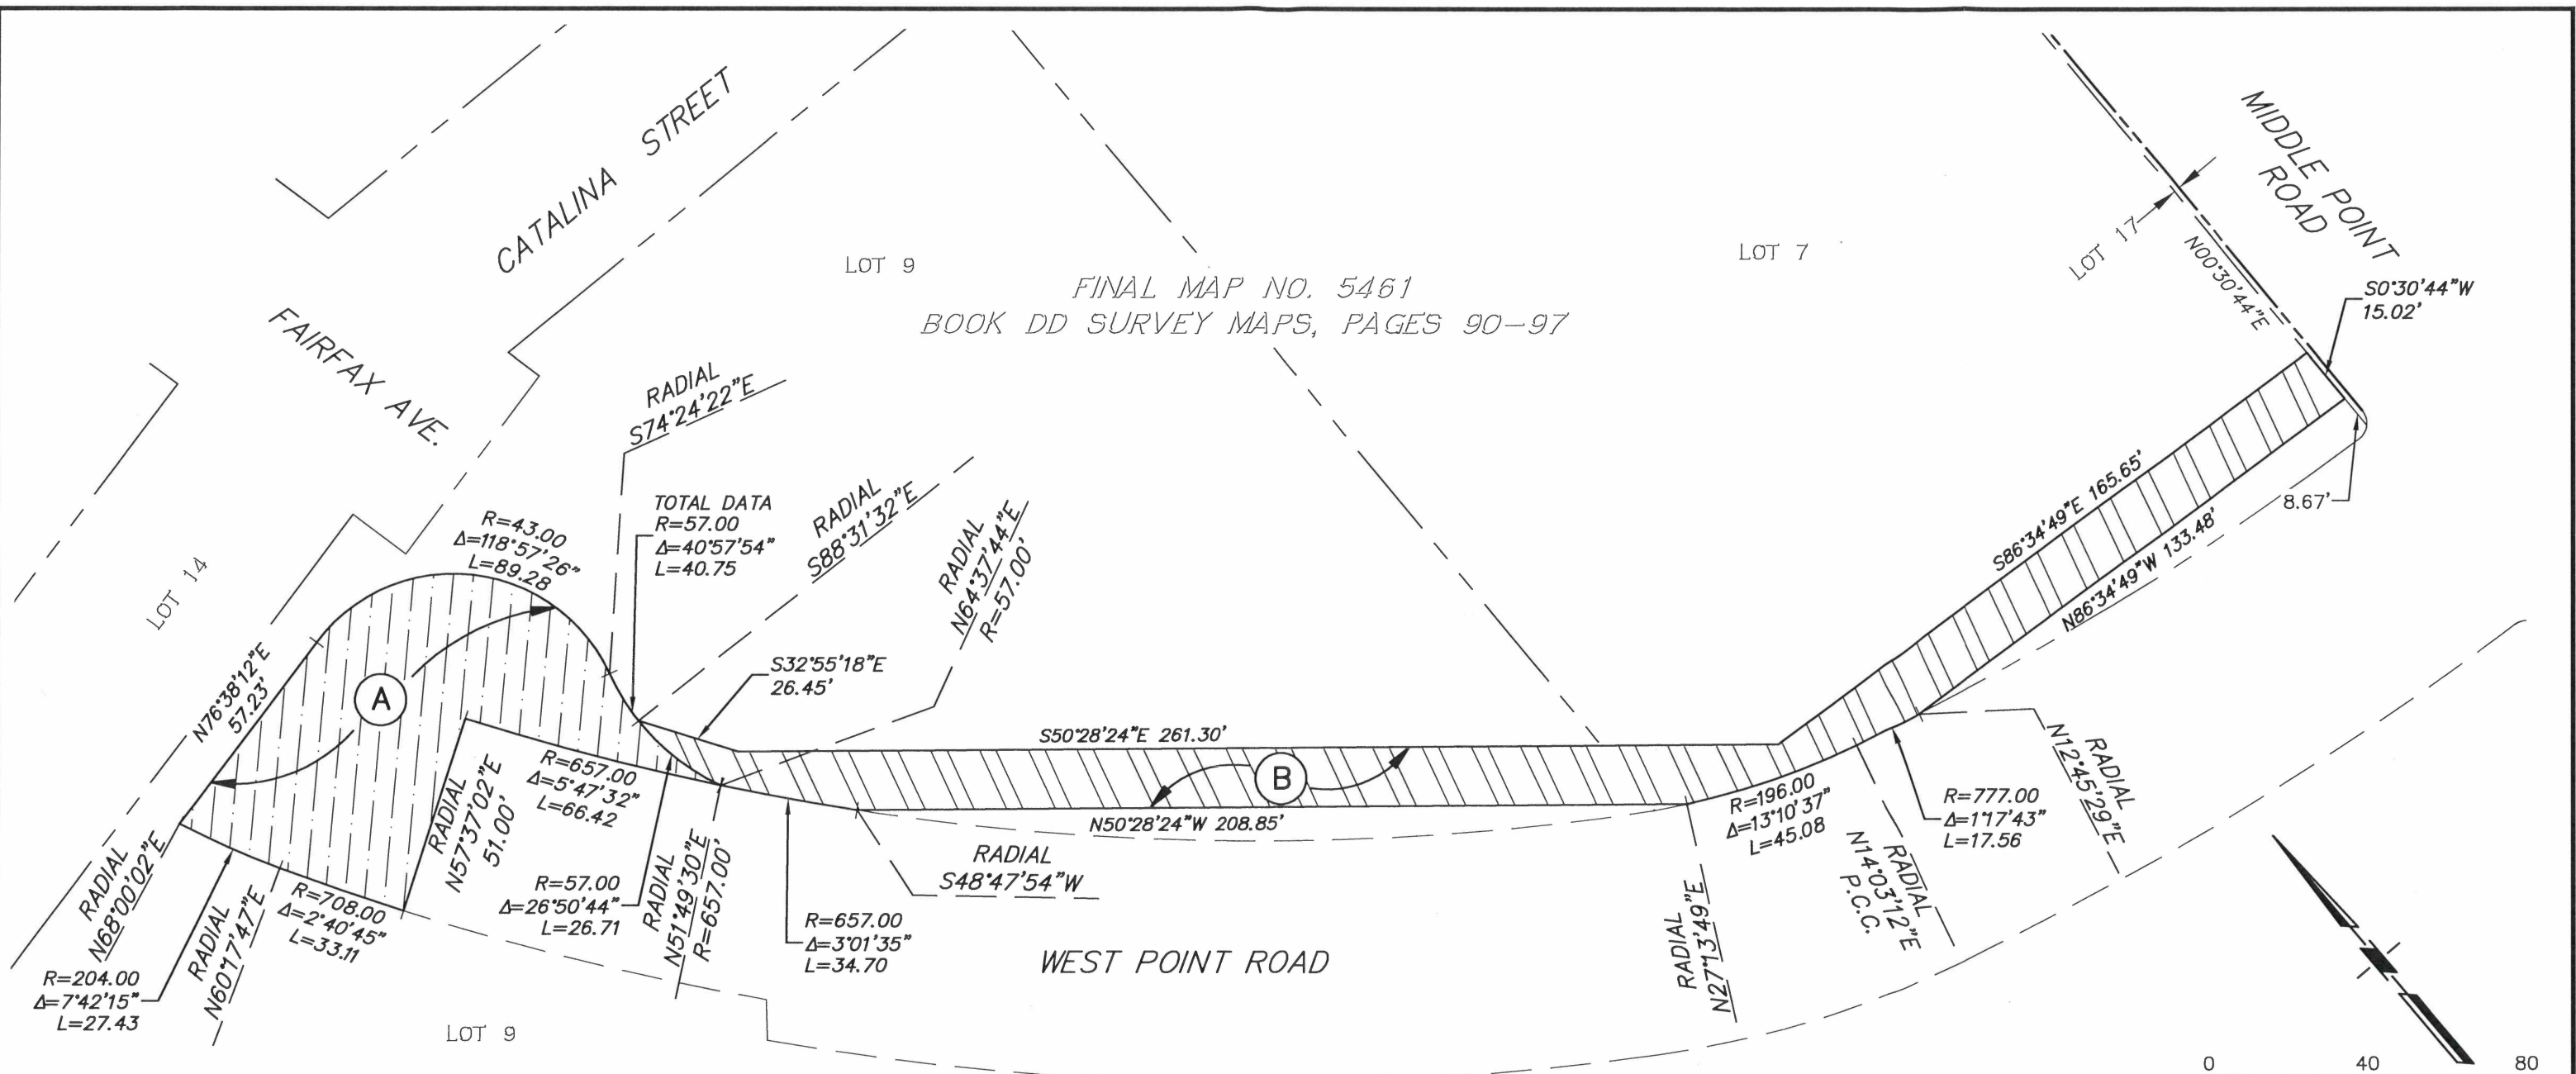 CATALINA STREET
FAIRFAX AVE.
LOT 14
LOT 9
FINAL MAP NO. 5461
BOOK DD SURVEY MAPS, PAGES 90-97
LOT 7
MIDDLE POINT
ROAD
LOT 17
N00°30'44"E
S0°30'44"W
15.02'
8.67'
RADIAL
S74°24'22"E
TOTAL DATA
R=57.00
Δ=40°57'54"
L=40.75
RADIAL
S88°31'32"E
RADIAL
N64°37'44"E
R=57.00'
R=43.00
Δ=118°57'26"
L=89.28
S32°55'18"E
26.45'
N76°38'12"E
57.23'
A
S50°28'24"E 261.30'
B
N50°28'24"W 208.85'
S86°34'49"E 165.65'
N86°34'49"W 133.48'
RADIAL
N57°37'02"E
51.00'
R=657.00
Δ=5°47'32"
L=66.42
R=57.00
Δ=26°50'44"
L=26.71
RADIAL
N51°49'30"E
R=657.00'
R=657.00
Δ=3°01'35"
L=34.70
RADIAL
S48°47'54"W
RADIAL
N68°00'02"E
R=204.00
Δ=7°42'15"
L=27.43
RADIAL
N60°17'47"E
R=708.00
Δ=2°40'45"
L=33.11
LOT 9
WEST POINT ROAD
RADIAL
N27°13'49"E
R=196.00
Δ=13°10'37"
L=45.08
RADIAL
N14°03'12"E
P.C.C.
R=777.00
Δ=1°17'43"
L=17.56
RADIAL
N12°45'29"E
0 40 80